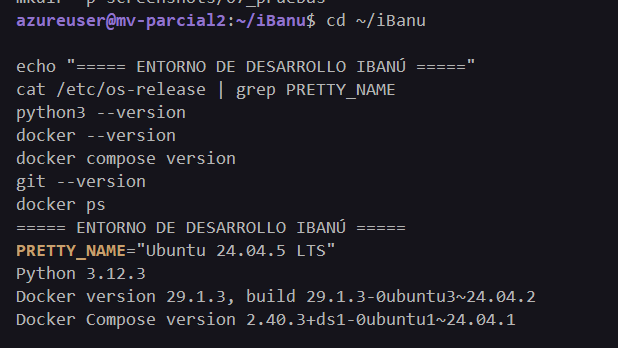 azureuser@mv-parcial2:~/iBanu$ cd ~/iBanu
echo "===== ENTORNO DE DESARROLLO IBANÚ ====="
cat /etc/os-release | grep PRETTY_NAME
python3 --version
docker --version
docker compose version
git --version
docker ps
===== ENTORNO DE DESARROLLO IBANÚ =====
PRETTY_NAME="Ubuntu 24.04.5 LTS"
Python 3.12.3
Docker version 29.1.3, build 29.1.3-0ubuntu3~24.04.2
Docker Compose version 2.40.3+ds1-0ubuntu1~24.04.1